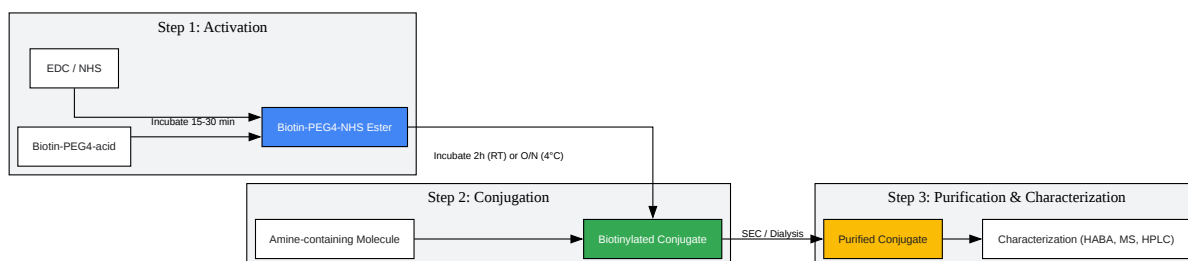 Step 1: Activation
EDC / NHS
Incubate 15-30 min
Biotin-PEG4-NHS Ester
Biotin-PEG4-acid
Incubate 2h (RT) or O/N (4°C)
Step 2: Conjugation
Step 3: Purification & Characterization
Amine-containing Molecule
Biotinylated Conjugate
SEC / Dialysis
Purified Conjugate
Characterization (HABA, MS, HPLC)